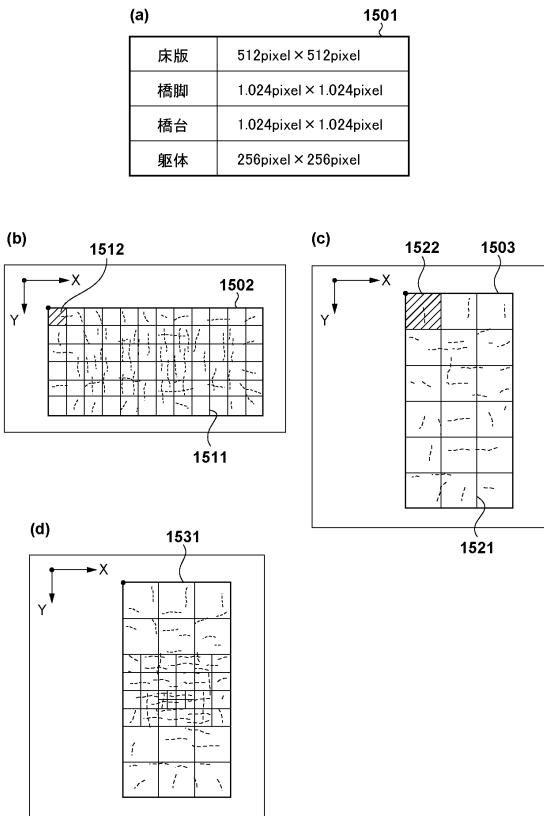 (a)
1501
床版 512pixel×512pixel
橋脚 1.024pixel×1.024pixel
橋台 1.024pixel×1.024pixel
躯体 256pixel×256pixel
(b)
1512
X
Y
1502
1511
(c)
1522
1503
X
Y
1521
(d)
1531
X
Y